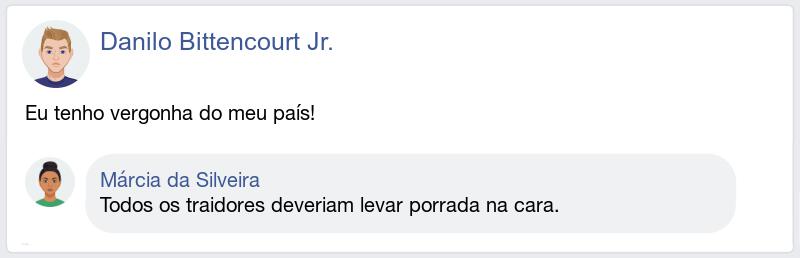 Danilo Bittencourt Jr.
Eu tenho vergonha do meu país!
Márcia da Silveira
Todos os traidores deveriam levar porrada na cara.